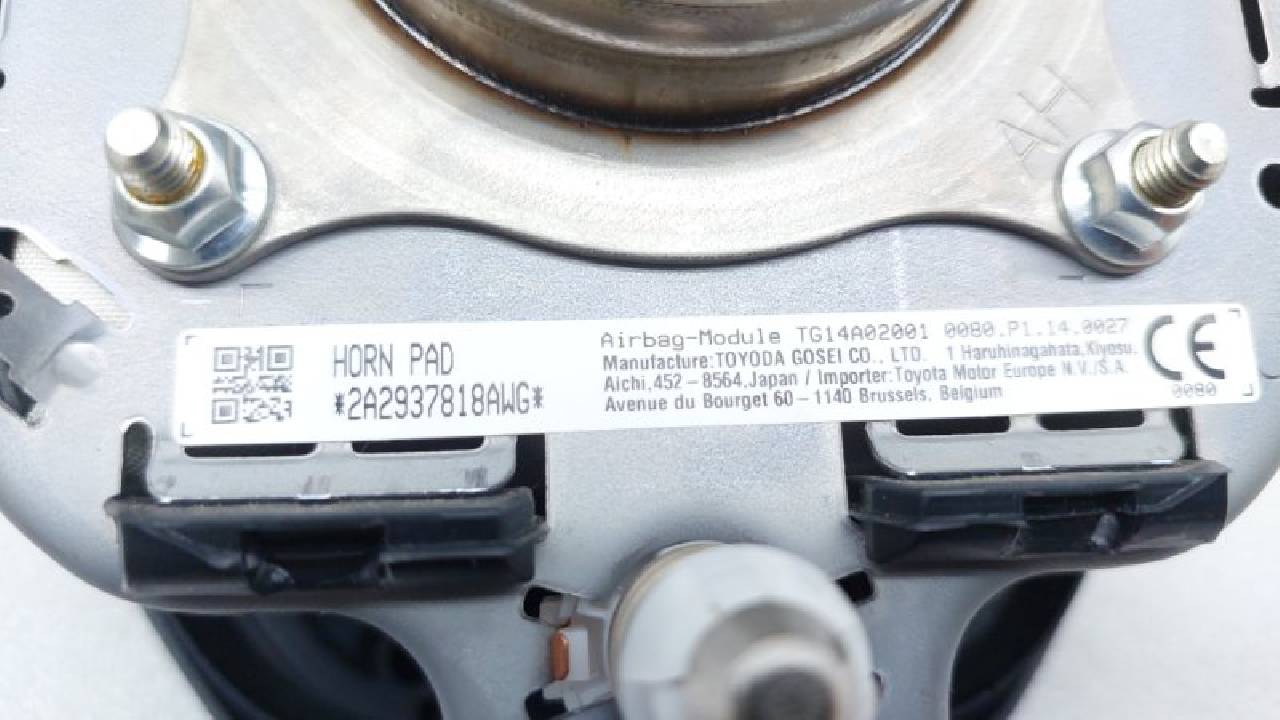 AH
HORN PAD
*2A2937818AWG*
Airbag-Module TG14A02001 0080.P1.14.0027
Manufacture:TOYODA GOSEI CO., LTD. 1 Haruhinagahata,Kiyosu,
Aichi,452-8564,Japan / Importer:Toyota Motor Europe N.V./S.A.
Avenue du Bourget 60-1140 Brussels, Belgium
CE
0080